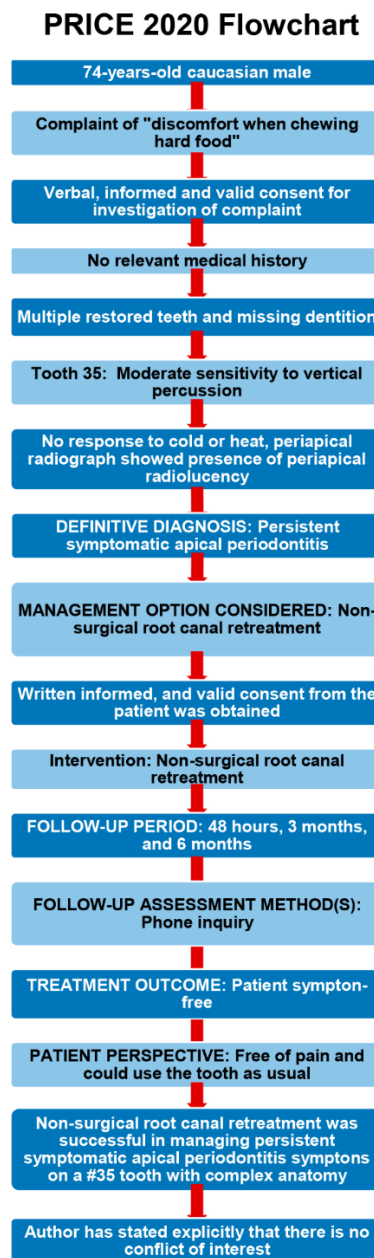 PRICE 2020 Flowchart
74-years-old caucasian male
Complaint of "discomfort when chewing
hard food"
Verbal, informed and valid consent for
investigation of complaint
No relevant medical history
Multiple restored teeth and missing dentition
Tooth 35: Moderate sensitivity to vertical
percussion
No response to cold or heat, periapical
radiograph showed presence of periapical
radiolucency
DEFINITIVE DIAGNOSIS: Persistent
symptomatic apical periodontitis
MANAGEMENT OPTION CONSIDERED: Non-
surgical root canal retreatment
Written informed, and valid consent from the
patient was obtained
Intervention: Non-surgical root canal
retreatment
FOLLOW-UP PERIOD: 48 hours, 3 months,
and 6 months
FOLLOW-UP ASSESSMENT METHOD(S):
Phone inquiry
TREATMENT OUTCOME: Patient sympton-
free
PATIENT PERSPECTIVE: Free of pain and
could use the tooth as usual
Non-surgical root canal retreatment was
successful in managing persistent
symptomatic apical periodontitis symptons
on a #35 tooth with complex anatomy
Author has stated explicitly that there is no
conflict of interest